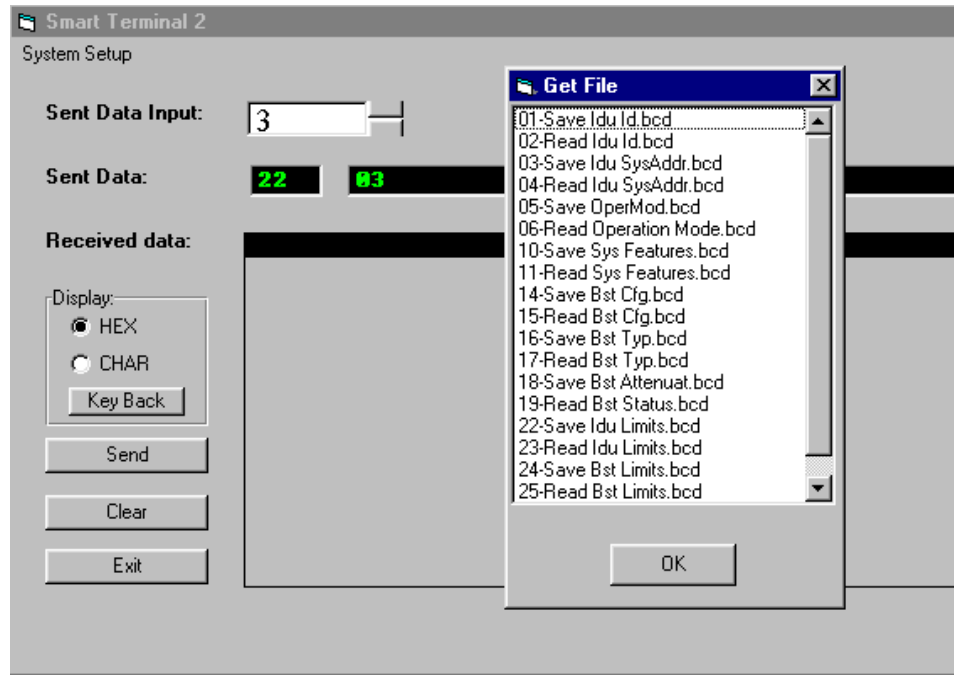 Smart Terminal 2
System Setup
Sent Data Input:
3
Sent Data:
22
03
Received data:
Display:
HEX
CHAR
Key Back
Send
Clear
Exit
Get File
01-Save Idu Id.bcd
02-Read Idu Id.bcd
03-Save Idu SysAddr.bcd
04-Read Idu SysAddr.bcd
05-Save OperMod.bcd
06-Read Operation Mode.bcd
10-Save Sys Features.bcd
11-Read Sys Features.bcd
14-Save Bst Cfg.bcd
15-Read Bst Cfg.bcd
16-Save Bst Typ.bcd
17-Read Bst Typ.bcd
18-Save Bst Attenuat.bcd
19-Read Bst Status.bcd
22-Save Idu Limits.bcd
23-Read Idu Limits.bcd
24-Save Bst Limits.bcd
25-Read Bst Limits.bcd
OK